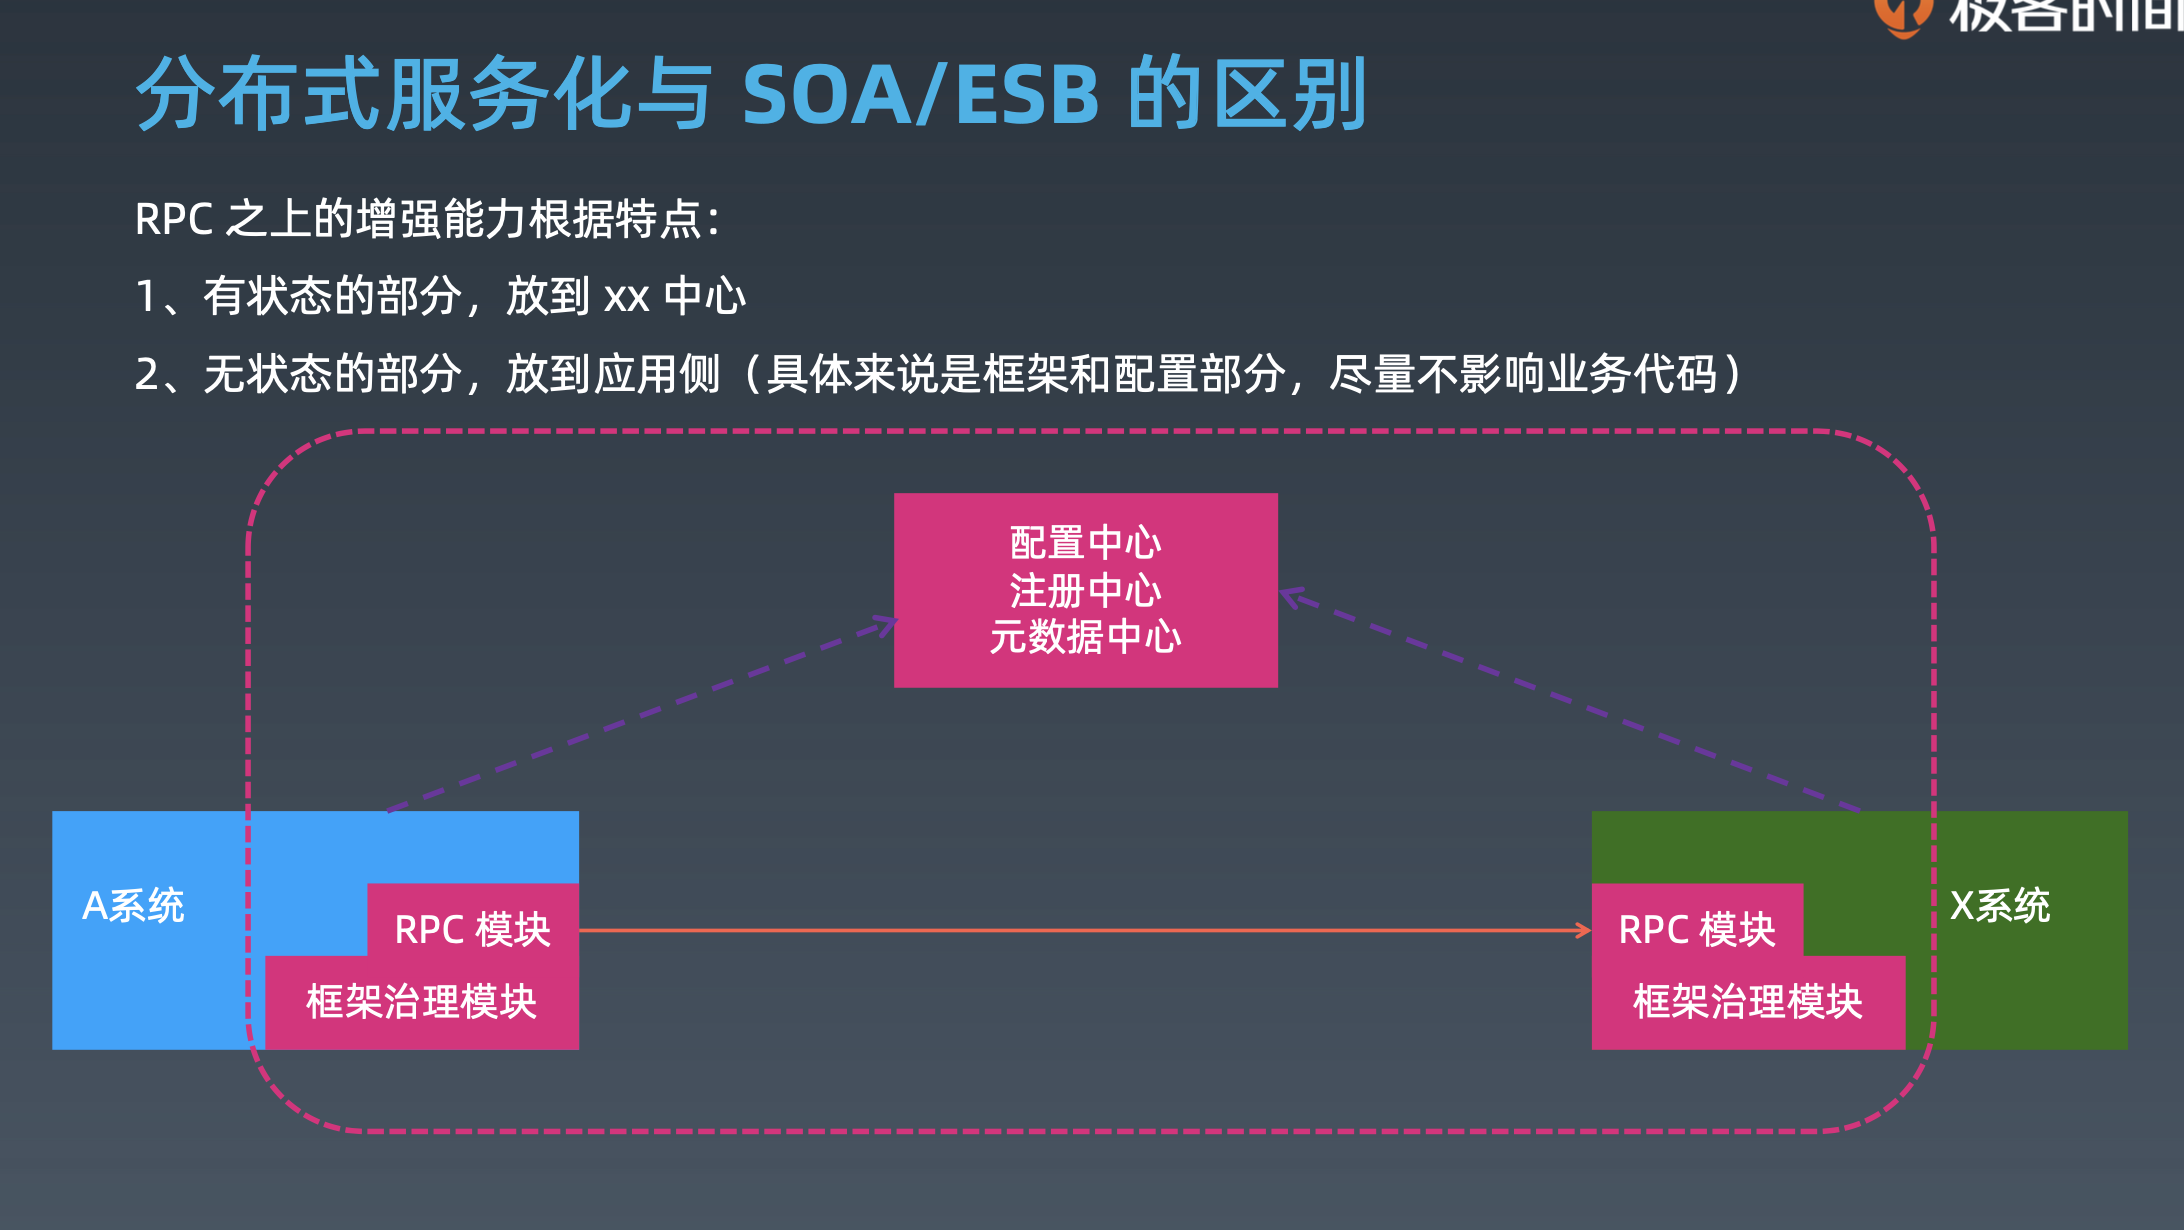 极客时间
分布式服务化与 SOA/ESB 的区别
RPC 之上的增强能力根据特点：
1、有状态的部分，放到 xx 中心
2、无状态的部分，放到应用侧（具体来说是框架和配置部分，尽量不影响业务代码）
配置中心
注册中心
元数据中心
A系统
RPC 模块
框架治理模块
RPC 模块
框架治理模块
X系统